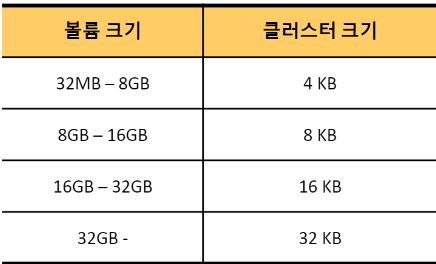 볼륨 크기 클러스터 크기
32MB – 8GB 4 KB
8GB – 16GB 8 KB
16GB – 32GB 16 KB
32GB - 32 KB